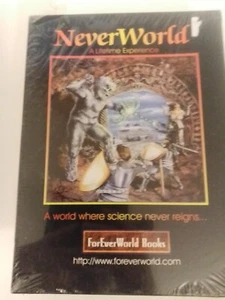 NeverWorld
A Lifetime Experience
A world where science never reigns...
ForEverWorld Books
http://www.foreverworld.com